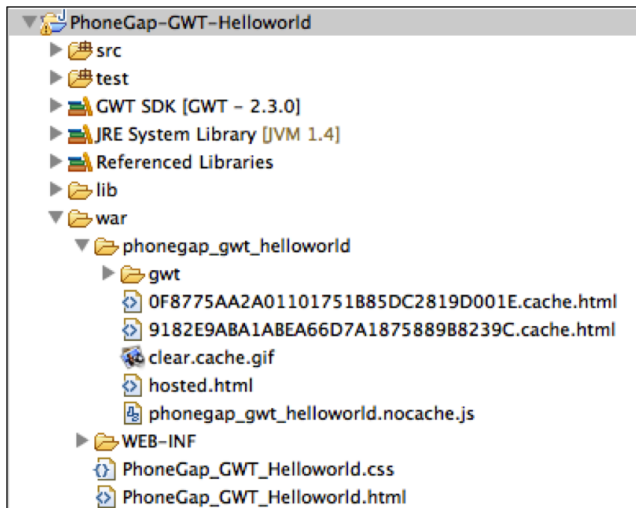 PhoneGap-GWT-Helloworld
src
test
GWT SDK [GWT - 2.3.0]
JRE System Library [JVM 1.4]
Referenced Libraries
lib
war
phonegap_gwt_helloworld
gwt
0F8775AA2A01101751B85DC2819D001E.cache.html
9182E9ABA1ABEA66D7A1875889B8239C.cache.html
clear.cache.gif
hosted.html
phonegap_gwt_helloworld.nocache.js
WEB-INF
PhoneGap_GWT_Helloworld.css
PhoneGap_GWT_Helloworld.html